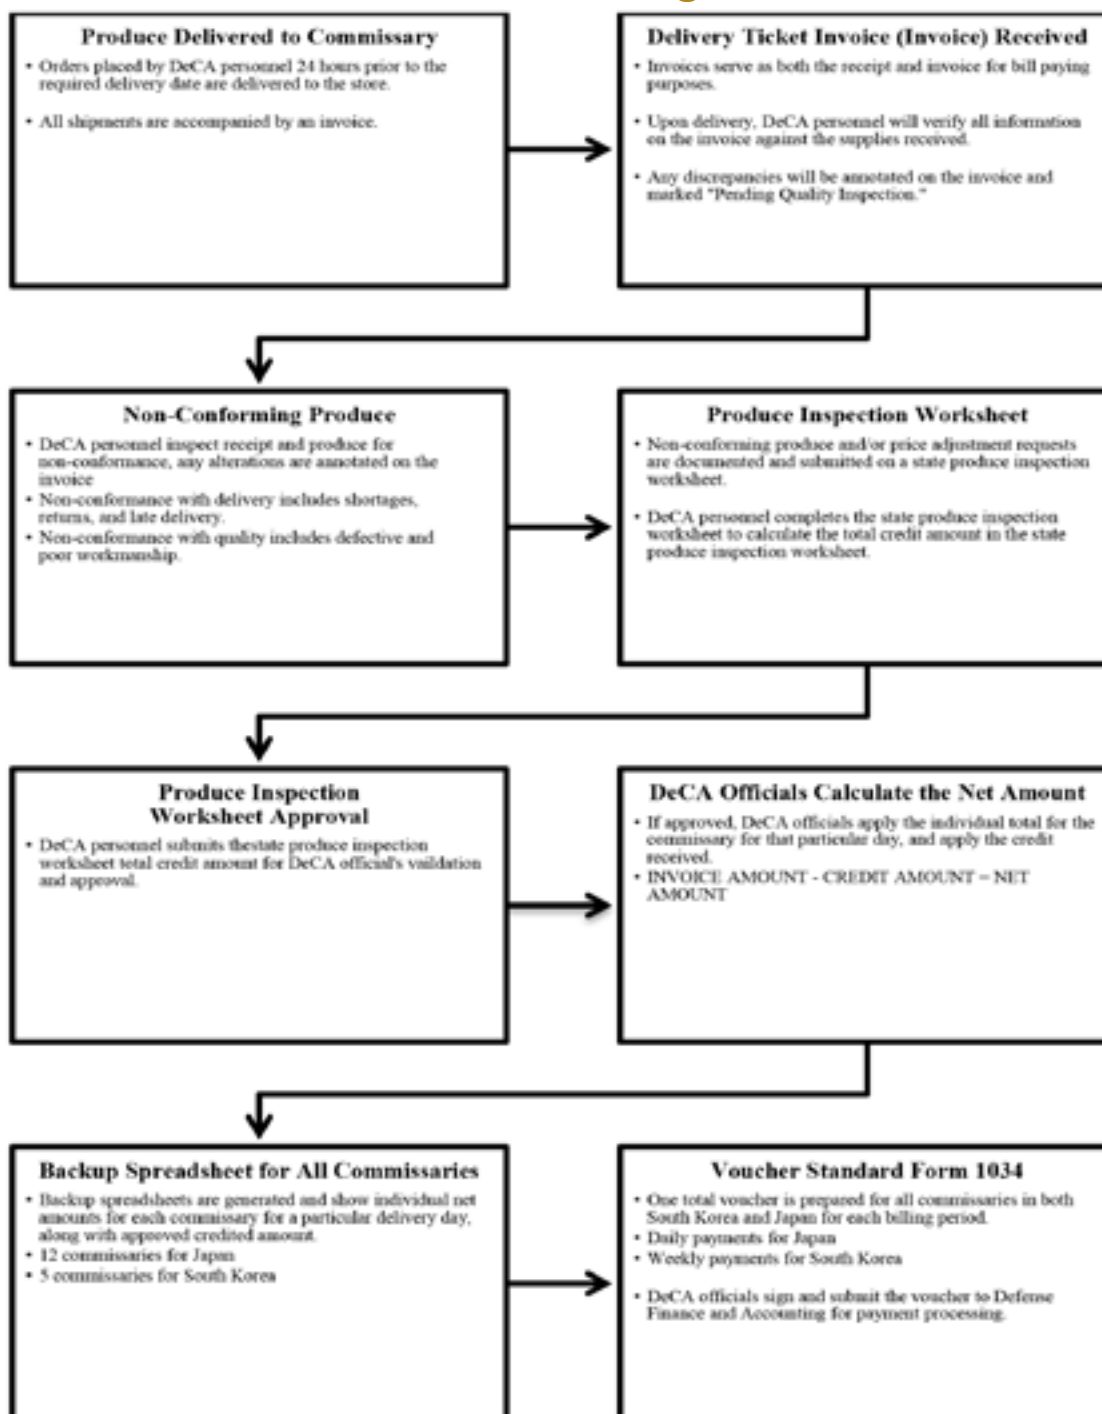 Produce Delivered to Commissary
• Orders placed by DeCA personnel 24 hours prior to the
required delivery date are delivered to the store.
• All shipments are accompanied by an invoice.
Delivery Ticket Invoice (Invoice) Received
• Invoices serve as both the receipt and invoice for bill paying
purposes.
• Upon delivery, DeCA personnel will verify all information
on the invoice against the supplies received.
• Any discrepancies will be annotated on the invoice and
marked "Pending Quality Inspection."
Non-Conforming Produce
• DeCA personnel inspect receipt and produce for
non-conformance, any alterations are annotated on the
invoice
• Non-conformance with delivery includes shortages,
returns, and late delivery.
• Non-conformance with quality includes defective and
poor workmanship.
Produce Inspection Worksheet
• Non-conforming produce and/or price adjustment requests
are documented and submitted on a state produce inspection
worksheet.
• DeCA personnel completes the state produce inspection
worksheet to calculate the total credit amount in the state
produce inspection worksheet.
Produce Inspection
Worksheet Approval
• DeCA personnel submits thestate produce inspection
worksheet total credit amount for DeCA official's vaildation
and approval.
DeCA Officials Calculate the Net Amount
• If approved, DeCA officials apply the individual total for the
commissary for that particular day, and apply the credit
received.
• INVOICE AMOUNT - CREDIT AMOUNT = NET
AMOUNT
Backup Spreadsheet for All Commissaries
• Backup spreadsheets are generated and show individual net
amounts for each commissary for a particular delivery day,
along with approved credited amount.
• 12 commissaries for Japan
• 5 commissaries for South Korea
Voucher Standard Form 1034
• One total voucher is prepared for all commissaries in both
South Korea and Japan for each billing period.
• Daily payments for Japan
• Weekly payments for South Korea
• DeCA officials sign and submit the voucher to Defense
Finance and Accounting for payment processing.